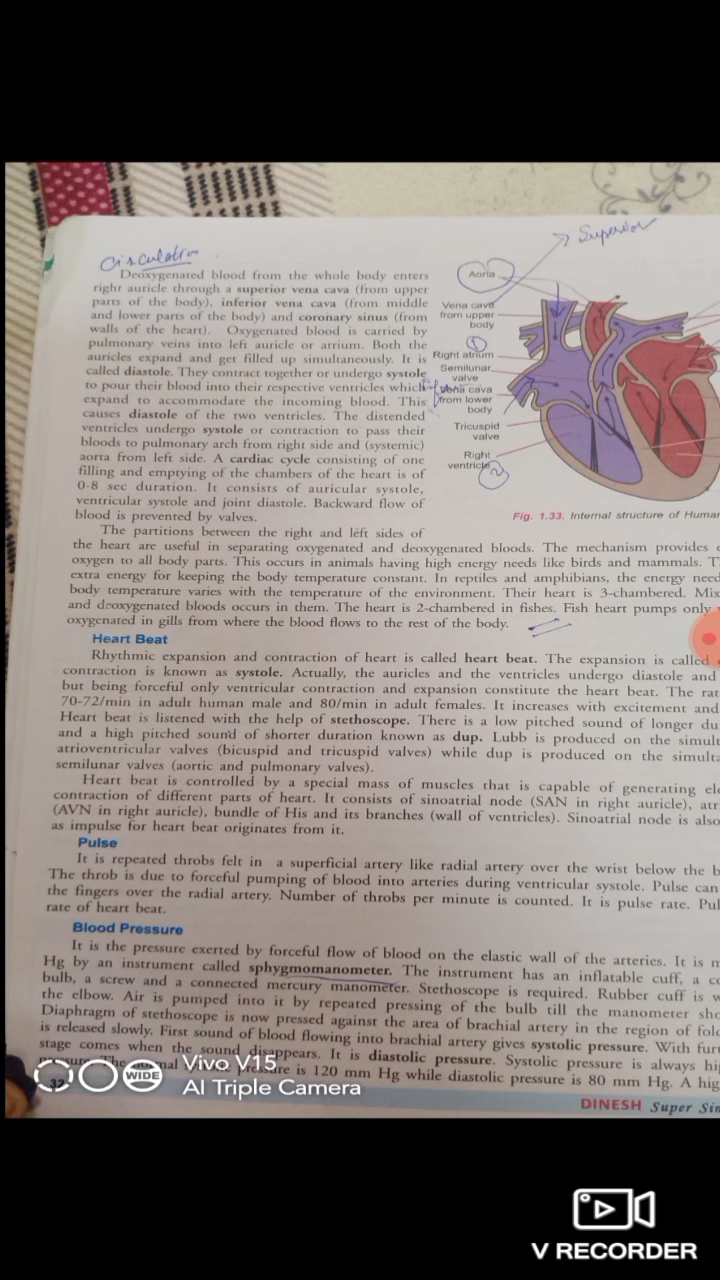 circulation
Deoxygenated blood from the whole body enters
right auricle through a superior vena cava (from upper
parts of the body), inferior vena cava (from middle
and lower parts of the body) and coronary sinus (from
walls of the heart). Oxygenated blood is carried by
pulmonary veins into left auricle or atrium. Both the
auricles expand and get filled up simultaneously. It is
called diastole. They contract together or undergo systole
to pour their blood into their respective ventricles which
expand to accommodate the incoming blood. This
causes diastole of the two ventricles. The distended
ventricles undergo systole or contraction to pass their
bloods to pulmonary arch from right side and (systemic)
aorta from left side. A cardiac cycle consisting of one
filling and emptying of the chambers of the heart is of
0·8 sec duration. It consists of auricular systole,
ventricular systole and joint diastole. Backward flow of
blood is prevented by valves.
Superior
Aorta
Vena cava
from upper
body
1
Right atrium
Semilunar
valve
Vena cava
from lower
body
Tricuspid
valve
Right
ventricle
2
Fig. 1.33. Internal structure of Human
The partitions between the right and left sides of
the heart are useful in separating oxygenated and deoxygenated bloods. The mechanism provides
oxygen to all body parts. This occurs in animals having high energy needs like birds and mammals.
extra energy for keeping the body temperature constant. In reptiles and amphibians, the energy need
body temperature varies with the temperature of the environment. Their heart is 3-chambered. Mix
and deoxygenated bloods occurs in them. The heart is 2-chambered in fishes. Fish heart pumps only
oxygenated in gills from where the blood flows to the rest of the body.
Heart Beat
Rhythmic expansion and contraction of heart is called heart beat. The expansion is called
contraction is known as systole. Actually, the auricles and the ventricles undergo diastole and
but being forceful only ventricular contraction and expansion constitute the heart beat. The rat
70-72/min in adult human male and 80/min in adult females. It increases with excitement and
Heart beat is listened with the help of stethoscope. There is a low pitched sound of longer du
and a high pitched sound of shorter duration known as dup. Lubb is produced on the simult
atrioventricular valves (bicuspid and tricuspid valves) while dup is produced on the simulta
semilunar valves (aortic and pulmonary valves).
Heart beat is controlled by a special mass of muscles that is capable of generating ele
contraction of different parts of heart. It consists of sinoatrial node (SAN in right auricle), atr
(AVN in right auricle), bundle of His and its branches (wall of ventricles). Sinoatrial node is also
as impulse for heart beat originates from it.
Pulse
It is repeated throbs felt in a superficial artery like radial artery over the wrist below the b
The throb is due to forceful pumping of blood into arteries during ventricular systole. Pulse can
the fingers over the radial artery. Number of throbs per minute is counted. It is pulse rate. Pul
rate of heart beat.
Blood Pressure
It is the pressure exerted by forceful flow of blood on the elastic wall of the arteries. It is m
Hg by an instrument called sphygmomanometer. The instrument has an inflatable cuff, a co
bulb, a screw and a connected mercury manometer. Stethoscope is required. Rubber cuff is w
the elbow. Air is pumped into it by repeated pressing of the bulb till the manometer sho
Diaphragm of stethoscope is now pressed against the area of brachial artery in the region of fol
is released slowly. First sound of blood flowing into brachial artery gives systolic pressure. With fur
stage comes when the sound disappears. It is diastolic pressure. Systolic pressure is always hig
is 120 mm Hg while diastolic pressure is 80 mm Hg. A hig
32
DINESH Super Sim
WIDE
Vivo V15
AI Triple Camera
V RECORDER